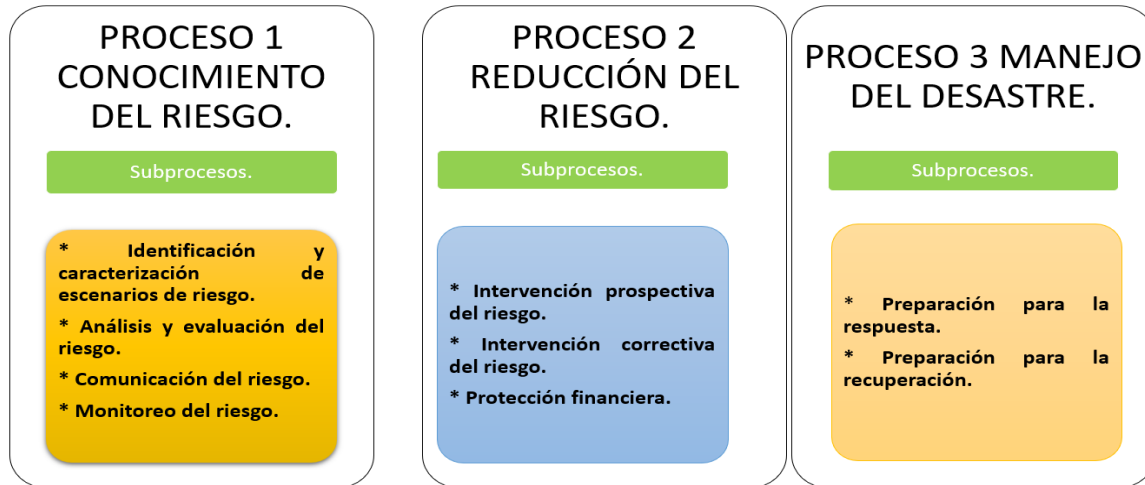 PROCESO 1
CONOCIMIENTO
DEL RIESGO.
Subprocesos.
* Identificación y
caracterización de
escenarios de riesgo.
* Análisis y evaluación del
riesgo.
* Comunicación del riesgo.
* Monitoreo del riesgo.
PROCESO 2
REDUCCIÓN DEL
RIESGO.
Subprocesos.
* Intervención prospectiva
del riesgo.
* Intervención correctiva
del riesgo.
* Protección financiera.
PROCESO 3 MANEJO
DEL DESASTRE.
Subprocesos.
* Preparación para la
respuesta.
* Preparación para la
recuperación.